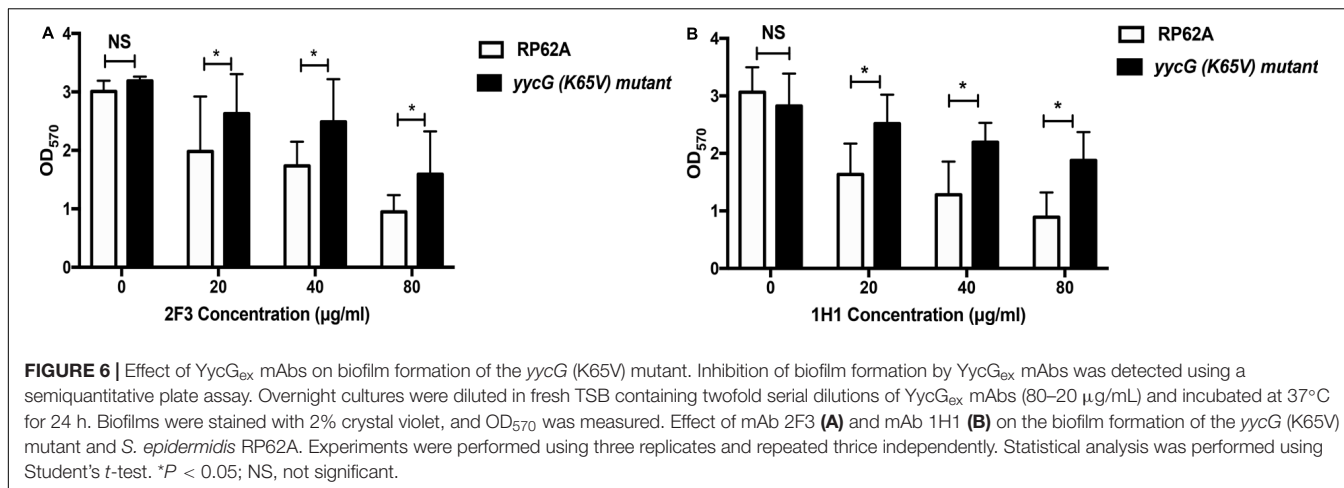 A
4
3
2
1
0
OD570
NS
*
*
*
RP62A
yycG (K65V) mutant
0
20
40
80
2F3 Concentration (µg/ml)
B
4
3
2
1
0
OD570
NS
*
*
*
RP62A
yycG (K65V) mutant
0
20
40
80
1H1 Concentration (µg/ml)
FIGURE 6 | Effect of YycGex mAbs on biofilm formation of the yycG (K65V) mutant. Inhibition of biofilm formation by YycGex mAbs was detected using a
semiquantitative plate assay. Overnight cultures were diluted in fresh TSB containing twofold serial dilutions of YycGex mAbs (80–20 µg/mL) and incubated at 37°C
for 24 h. Biofilms were stained with 2% crystal violet, and OD570 was measured. Effect of mAb 2F3 (A) and mAb 1H1 (B) on the biofilm formation of the yycG (K65V)
mutant and S. epidermidis RP62A. Experiments were performed using three replicates and repeated thrice independently. Statistical analysis was performed using
Student's t-test. *P < 0.05; NS, not significant.